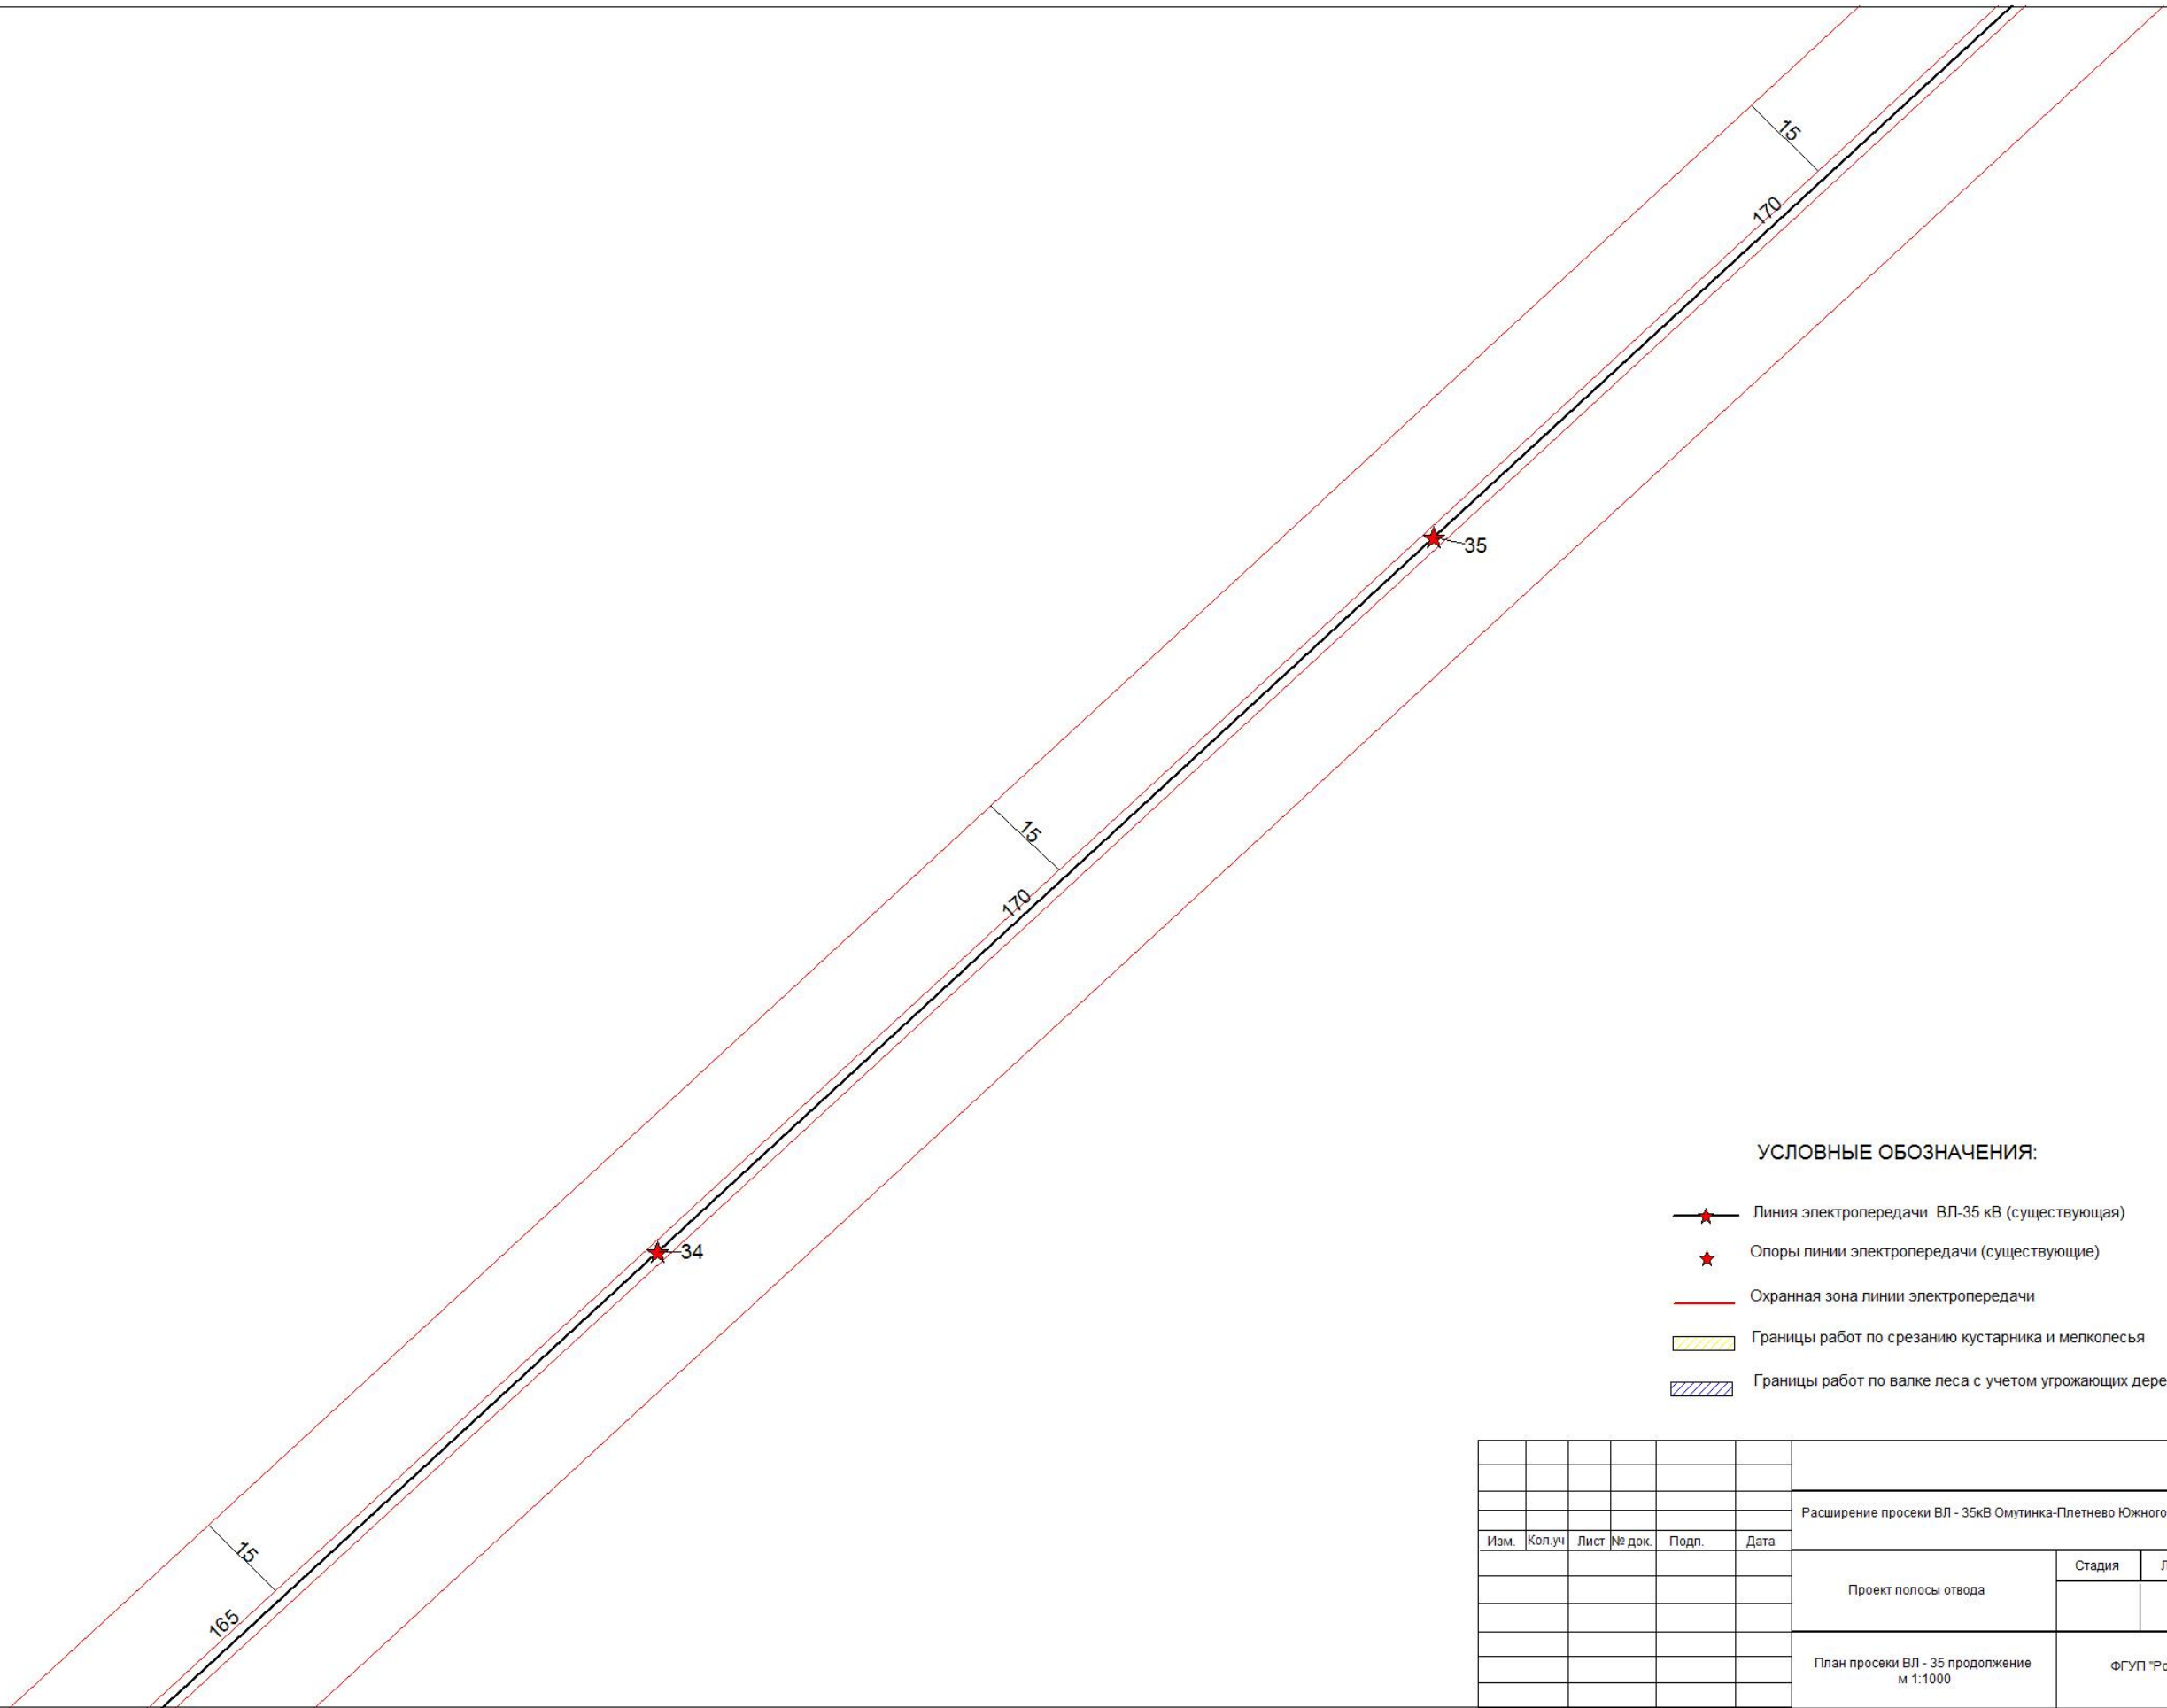 15
170
35
15
170
34
15
165
УСЛОВНЫЕ ОБОЗНАЧЕНИЯ:
Линия электропередачи ВЛ-35 кВ (существующая)
Опоры линии электропередачи (существующие)
Охранная зона линии электропередачи
Границы работ по срезанию кустарника и мелколесья
Границы работ по валке леса с учетом угрожающих дере
Расширение просеки ВЛ - 35кВ Омутинка-Плетнево Южного
Изм. Кол.уч Лист № док. Подп. Дата
Стадия
Проект полосы отвода
План просеки ВЛ - 35 продолжение
м 1:1000
ФГУП "Ро